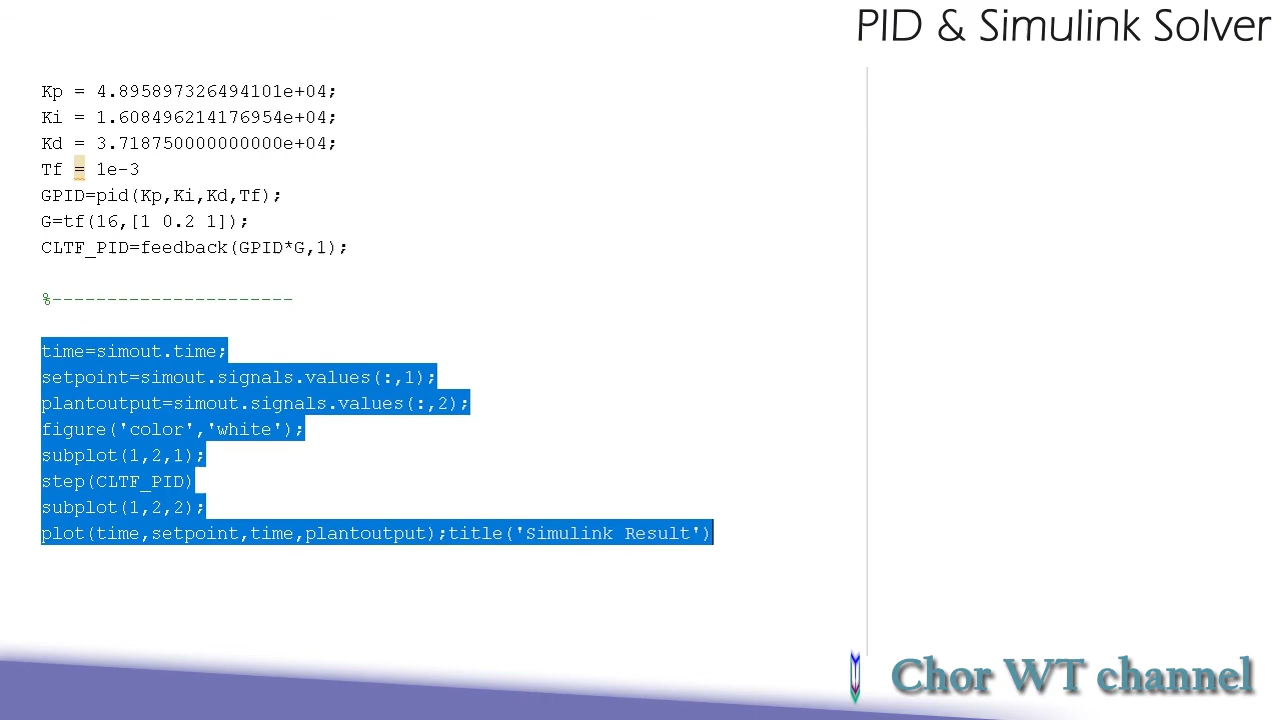 PID & Simulink Solver
Kp = 4.895897326494101e+04;
Ki = 1.608496214176954e+04;
Kd = 3.718750000000000e+04;
Tf = 1e-3
GPID=pid(Kp,Ki,Kd,Tf);
G=tf(16,[1 0.2 1]);
CLTF_PID=feedback(GPID*G,1);
%----------------------
time=simout.time;
setpoint=simout.signals.values(:,1);
plantoutput=simout.signals.values(:,2);
figure('color','white');
subplot(1,2,1);
step(CLTF_PID)
subplot(1,2,2);
plot(time,setpoint,time,plantoutput);title('Simulink Result')
Chor WT channel